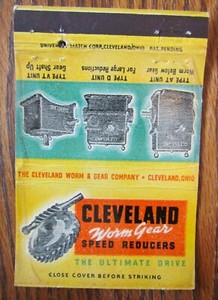 UNIVERSAL MATCH CORP., CLEVELAND, OHIO PAT. PENDING
TYPE VT UNIT
Gear Shaft Up
TYPE D UNIT
For Large Reductions
TYPE AT UNIT
Worm Below Gear
THE CLEVELAND WORM & GEAR COMPANY • CLEVELAND, OHIO
CLEVELAND
Worm Gear
SPEED REDUCERS
THE ULTIMATE DRIVE
CLOSE COVER BEFORE STRIKING